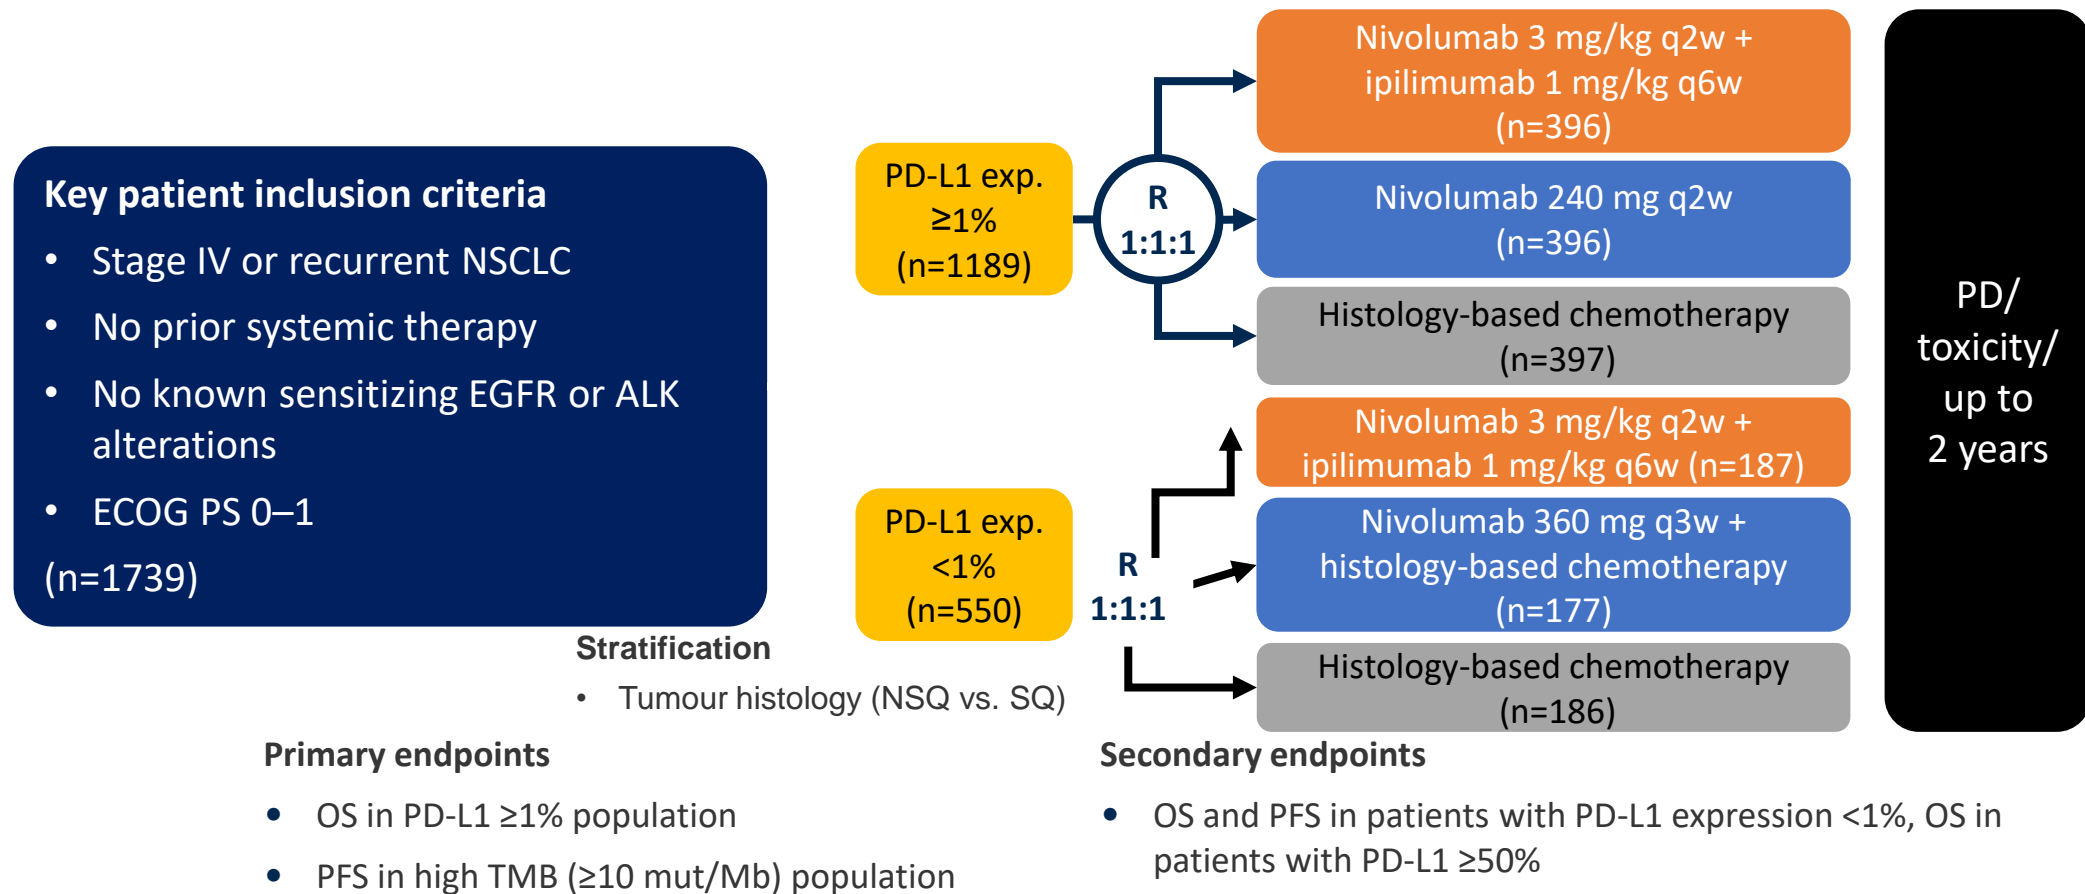 Key patient inclusion criteria
• Stage IV or recurrent NSCLC
• No prior systemic therapy
• No known sensitizing EGFR or ALK
alterations
• ECOG PS 0–1
(n=1739)
PD-L1 exp.
≥1%
(n=1189)
R
1:1:1
Nivolumab 3 mg/kg q2w +
ipilimumab 1 mg/kg q6w
(n=396)
Nivolumab 240 mg q2w
(n=396)
Histology-based chemotherapy
(n=397)
PD-L1 exp.
<1%
(n=550)
R
1:1:1
Nivolumab 3 mg/kg q2w +
ipilimumab 1 mg/kg q6w (n=187)
Nivolumab 360 mg q3w +
histology-based chemotherapy
(n=177)
Histology-based chemotherapy
(n=186)
PD/
toxicity/
up to
2 years
Stratification
• Tumour histology (NSQ vs. SQ)
Primary endpoints
• OS in PD-L1 ≥1% population
• PFS in high TMB (≥10 mut/Mb) population
Secondary endpoints
• OS and PFS in patients with PD-L1 expression <1%, OS in
patients with PD-L1 ≥50%